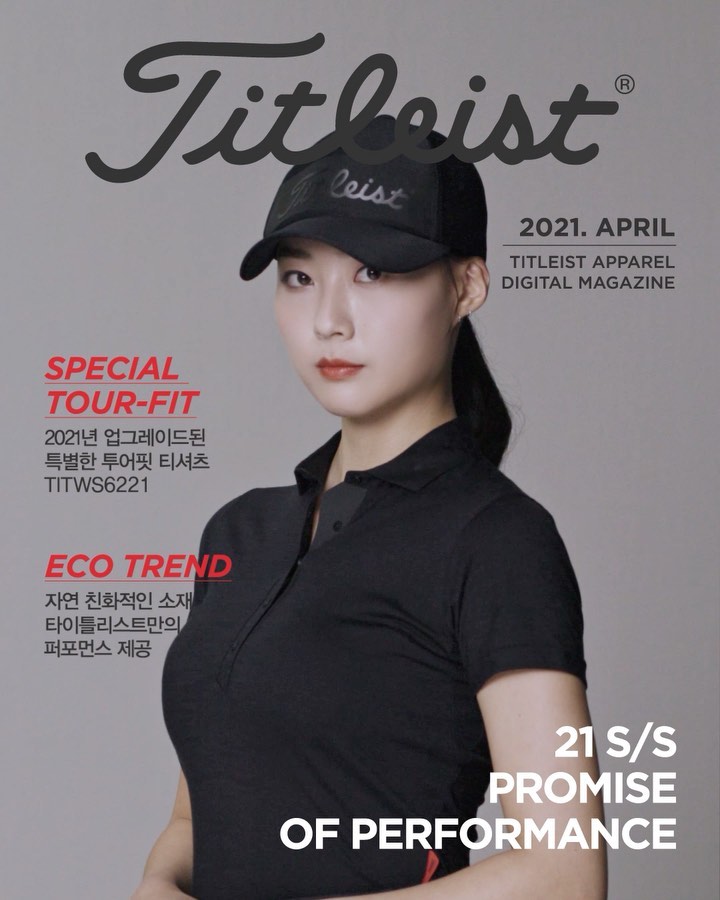 Titleist®
Titleist
2021. APRIL
TITLEIST APPAREL
DIGITAL MAGAZINE
SPECIAL
TOUR-FIT
2021년 업그레이드된
특별한 투어핏 티셔츠
TITWS6221
ECO TREND
자연 친화적인 소재
타이틀리스트만의
퍼포먼스 제공
21 S/S
PROMISE
OF PERFORMANCE